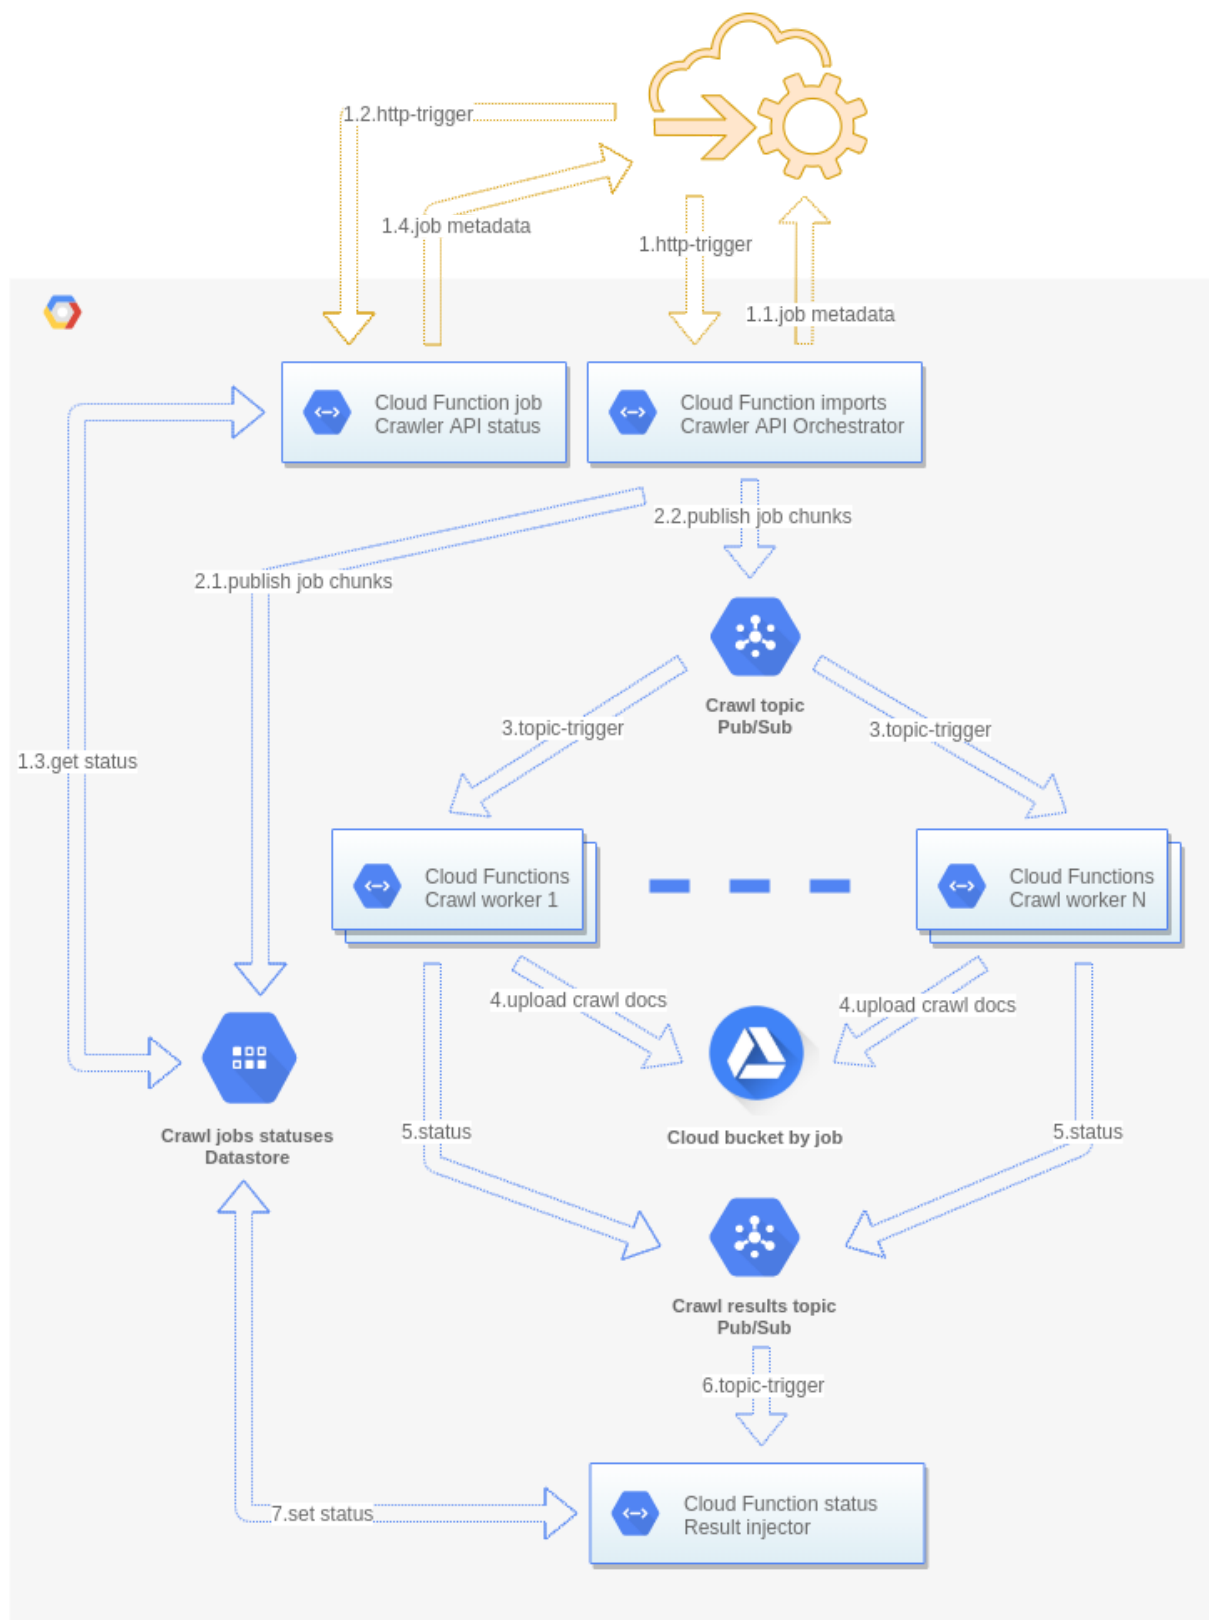 1.2.http-trigger
1.4.job metadata
1.http-trigger
1.1.job metadata
Cloud Function job
Crawler API status
Cloud Function imports
Crawler API Orchestrator
2.2.publish job chunks
2.1.publish job chunks
Crawl topic
Pub/Sub
3.topic-trigger
3.topic-trigger
1.3.get status
Cloud Functions
Crawl worker 1
Cloud Functions
Crawl worker N
4.upload crawl docs
4.upload crawl docs
Crawl jobs statuses
Datastore
Cloud bucket by job
5.status
5.status
Crawl results topic
Pub/Sub
6.topic-trigger
7.set status
Cloud Function status
Result injector